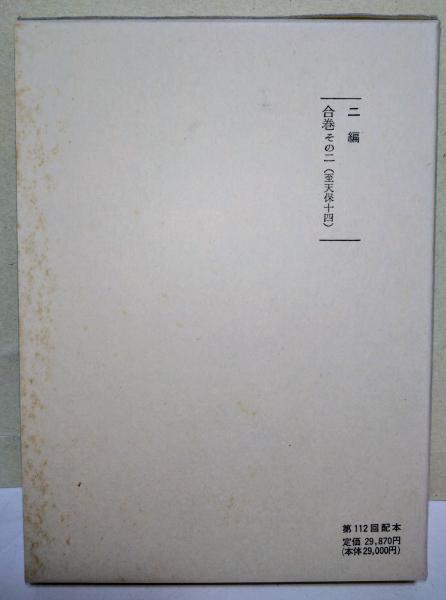 二編
合巻その二（至天保十四）
第112回配本
定価 29,870円
(本体29,000円)